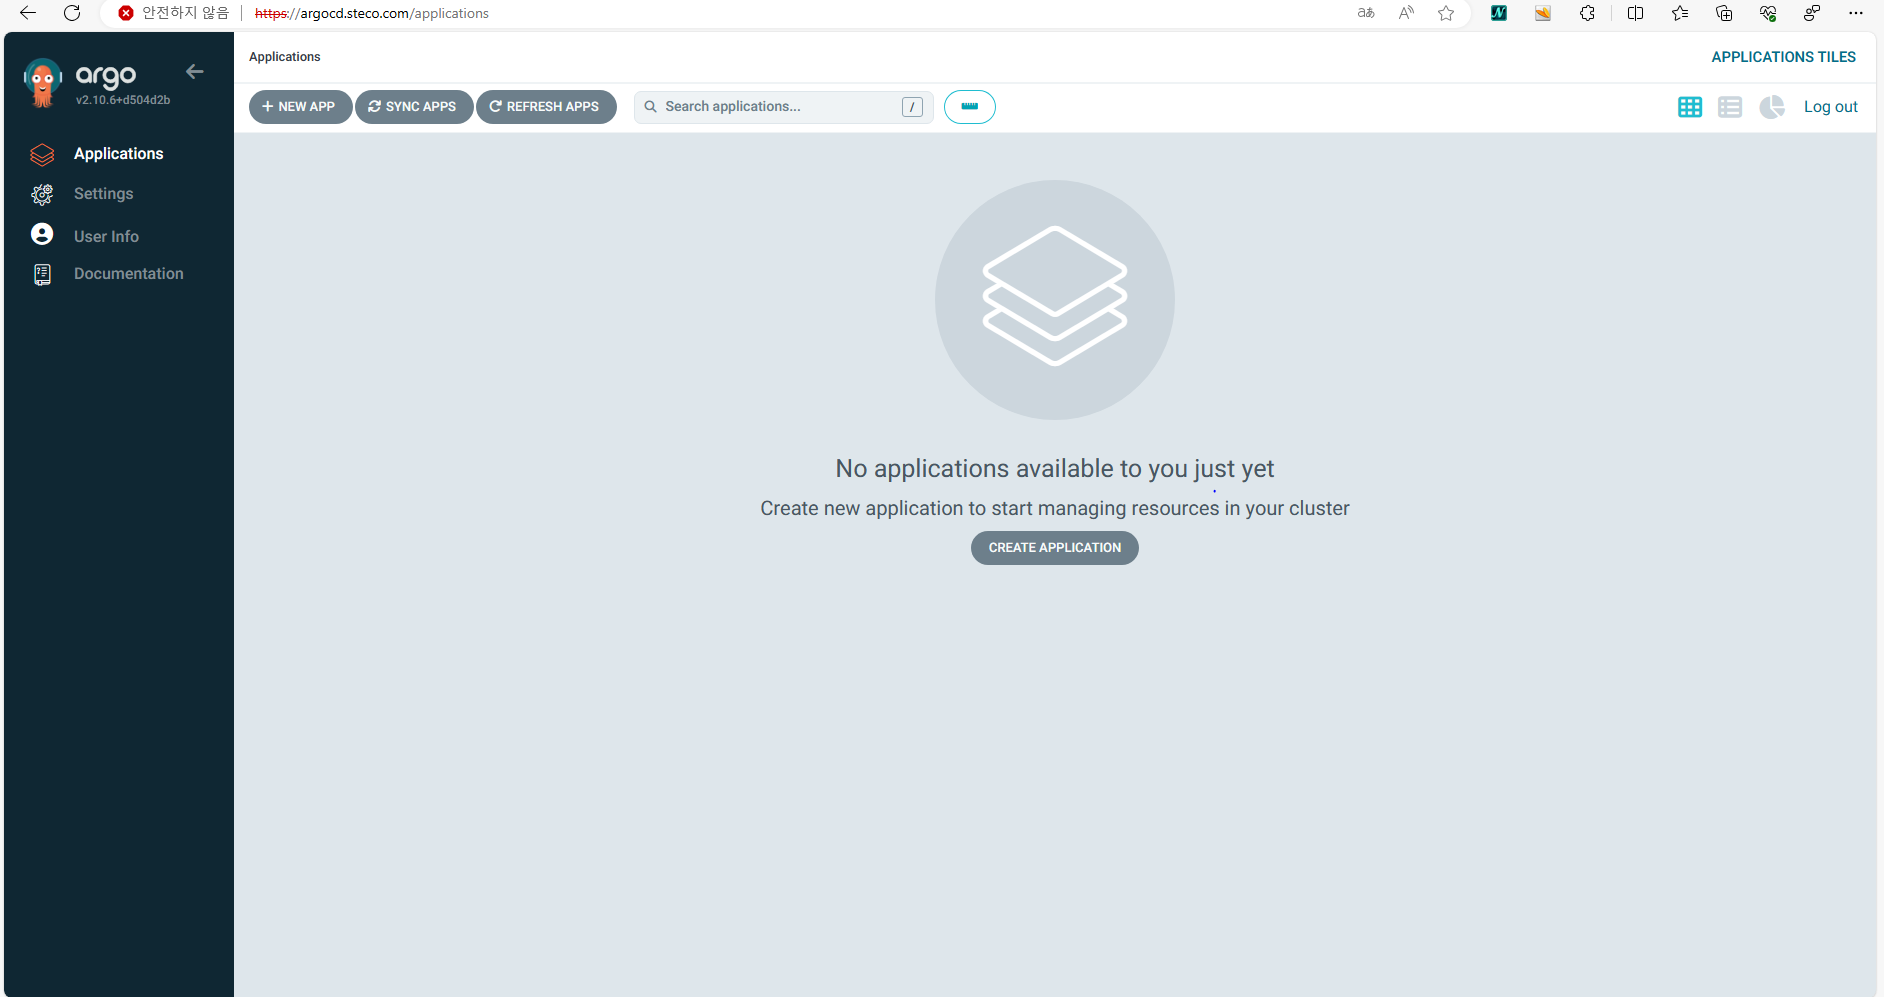 안전하지 않음 https://argocd.steco.com/applications
argo
v2.10.6+d504d2b
Applications
Settings
User Info
Documentation
Applications
APPLICATIONS TILES
NEW APP SYNC APPS REFRESH APPS Search applications... / Log out
No applications available to you just yet
Create new application to start managing resources in your cluster
CREATE APPLICATION